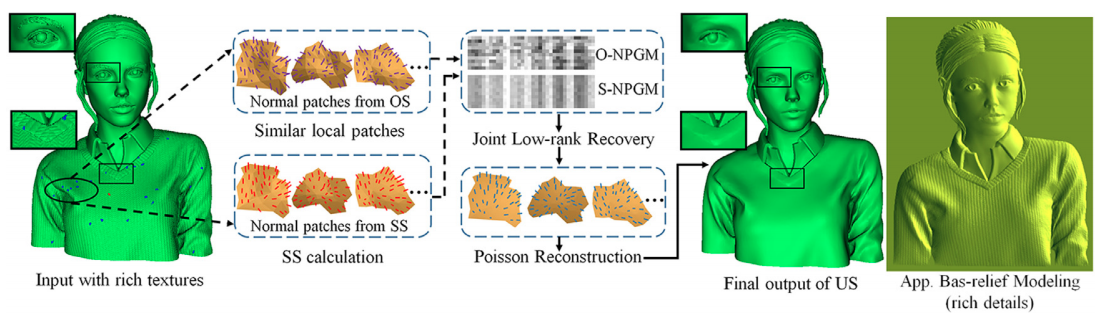 Normal patches from OS
Similar local patches
Normal patches from SS
SS calculation
Input with rich textures
O-NPGM
S-NPGM
Joint Low-rank Recovery
Poisson Reconstruction
Final output of US
App. Bas-relief Modeling
(rich details)